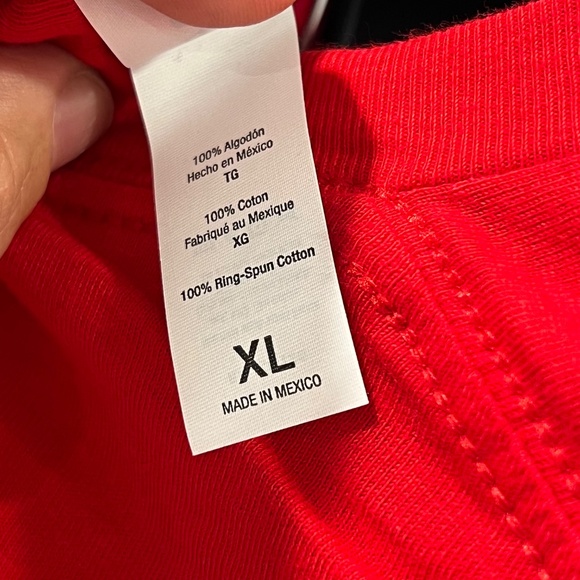 100% Algodón
Hecho en México
TG
100% Coton
Fabriqué au Mexique
XG
100% Ring-Spun Cotton
XL
MADE IN MEXICO